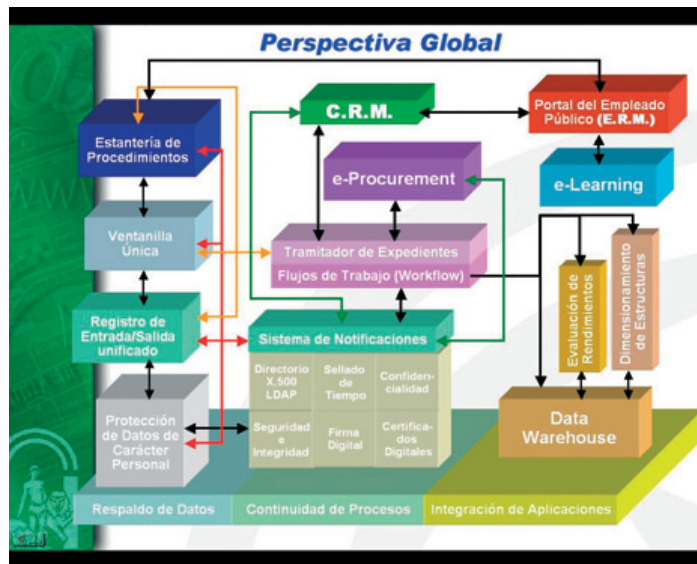 Perspectiva Global
Estantería de
Procedimientos
C.R.M.
Portal del Empleado
Público (E.R.M.)
e-Procurement
e-Learning
Ventanilla
Única
Tramitador de Expedientes
Flujos de Trabajo (Workflow)
Evaluación de
Rendimientos
Dimensionamiento
de Estructuras
Registro de
Entrada/Salida
unificado
Sistema de Notificaciones
Directorio
X.500
LDAP
Sellado
de
Tiempo
Confiden-
cialidad
Protección
de Datos de
Carácter
Personal
Seguridad
e
Integridad
Firma
Digital
Certifica-
dos
Digitales
Data
Warehouse
Respaldo de Datos
Continuidad de Procesos
Integración de Aplicaciones